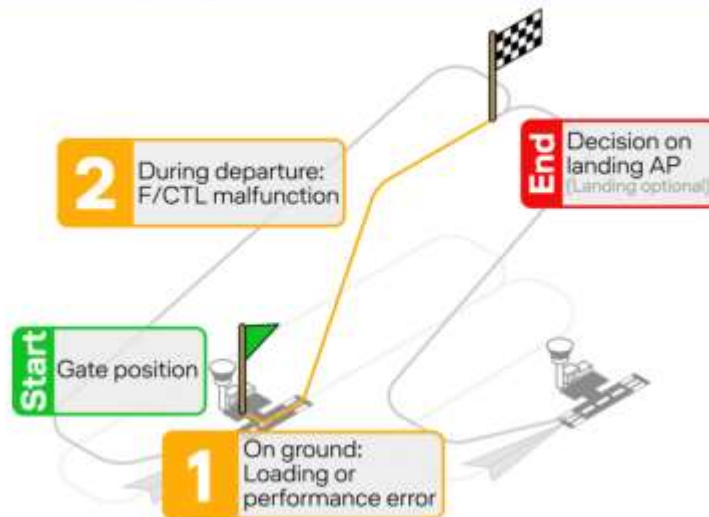 2
During departure:
F/CTL malfunction
End
Decision on
landing AP
(Landing optional)
Start
Gate position
1
On ground:
Loading or
performance error